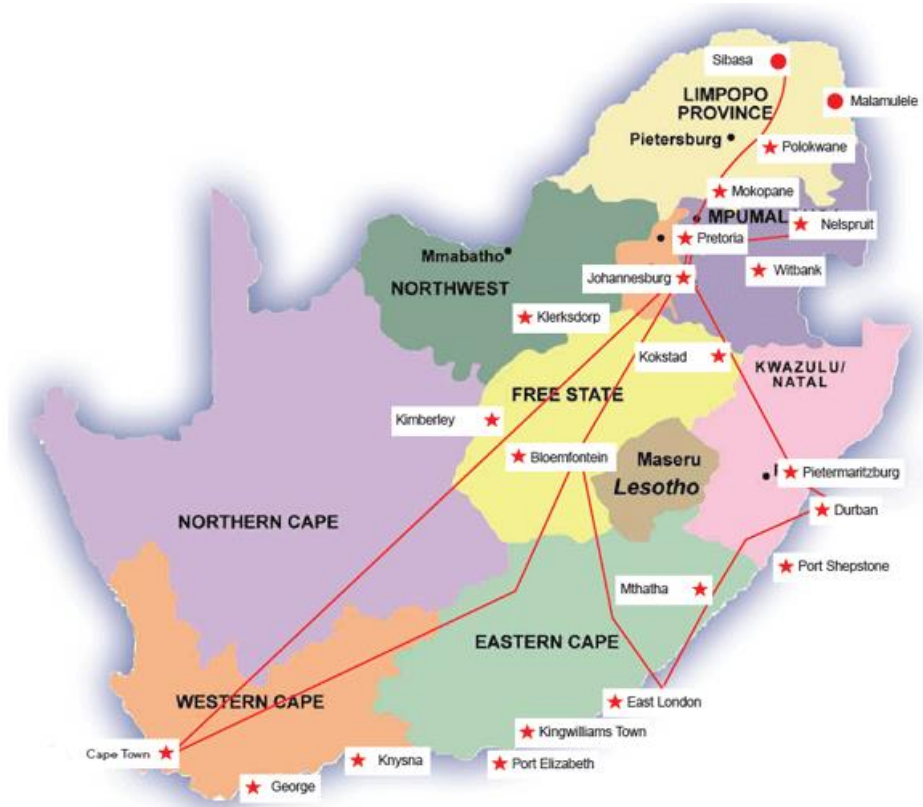 Sibasa
LIMPOPO
PROVINCE
Malamulele
Pietersburg
Polokwane
Mokopane
MPUMAL
Nelspruit
Pretoria
Mmabatho
Johannesburg
Witbank
NORTHWEST
Klerksdorp
Kokstad
KWAZULU/
NATAL
FREE STATE
Kimberley
Bloemfontein
Maseru
Lesotho
Pietermaritzburg
Durban
NORTHERN CAPE
Port Shepstone
Mthatha
EASTERN CAPE
WESTERN CAPE
East London
Kingwilliams Town
Cape Town
Knysna
Port Elizabeth
George